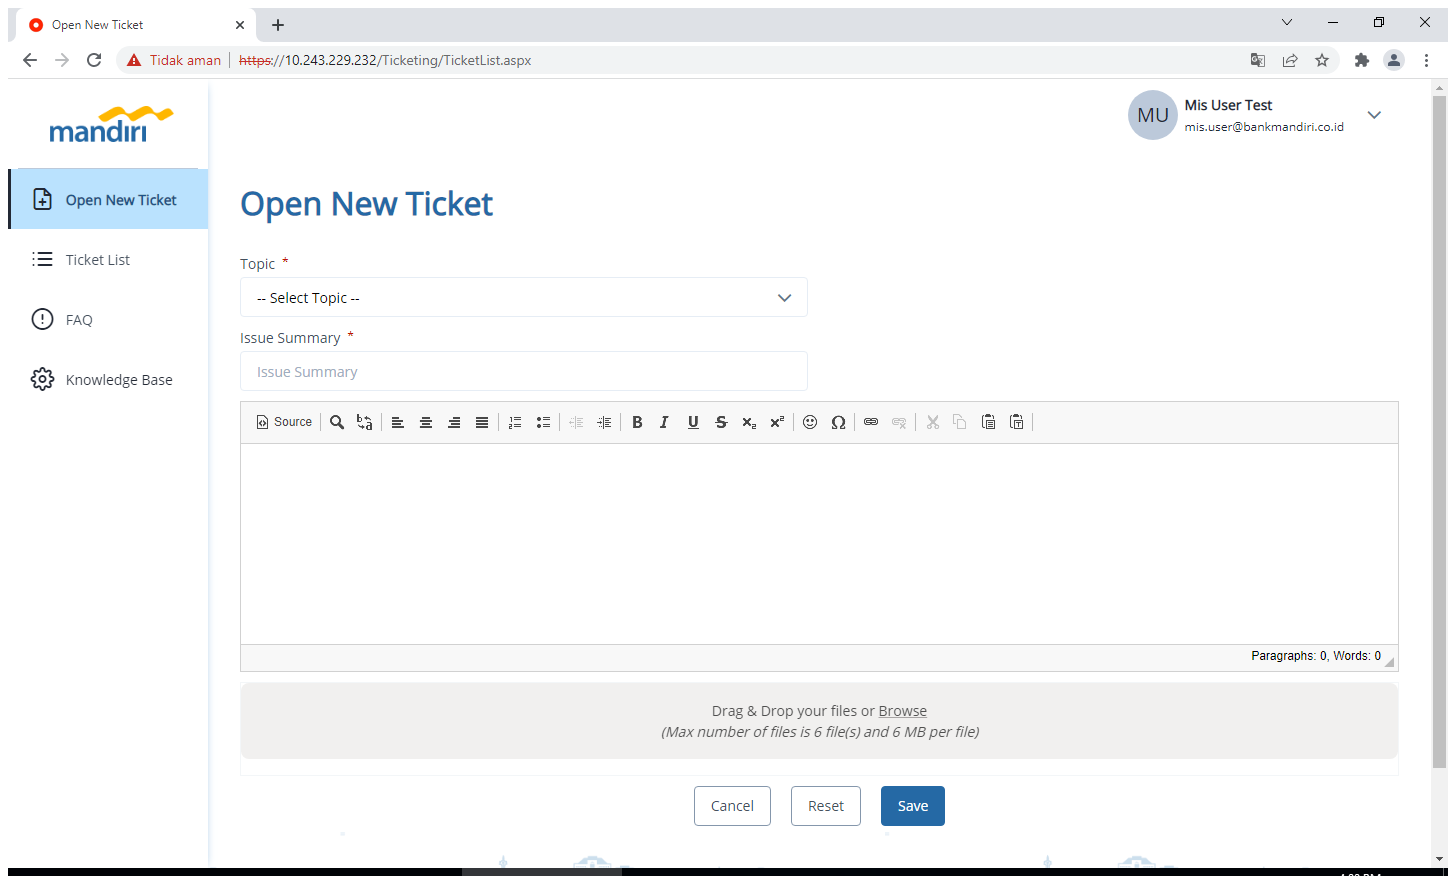 Open New Ticket
Tidak aman
https://10.243.229.232/Ticketing/TicketList.aspx
mandiri
MU
Mis User Test
mis.user@bankmandiri.co.id
Open New Ticket
Ticket List
FAQ
Knowledge Base
Open New Ticket
Topic *
-- Select Topic --
Issue Summary *
Issue Summary
Source
Paragraphs: 0, Words: 0
Drag & Drop your files or Browse
(Max number of files is 6 file(s) and 6 MB per file)
Cancel
Reset
Save